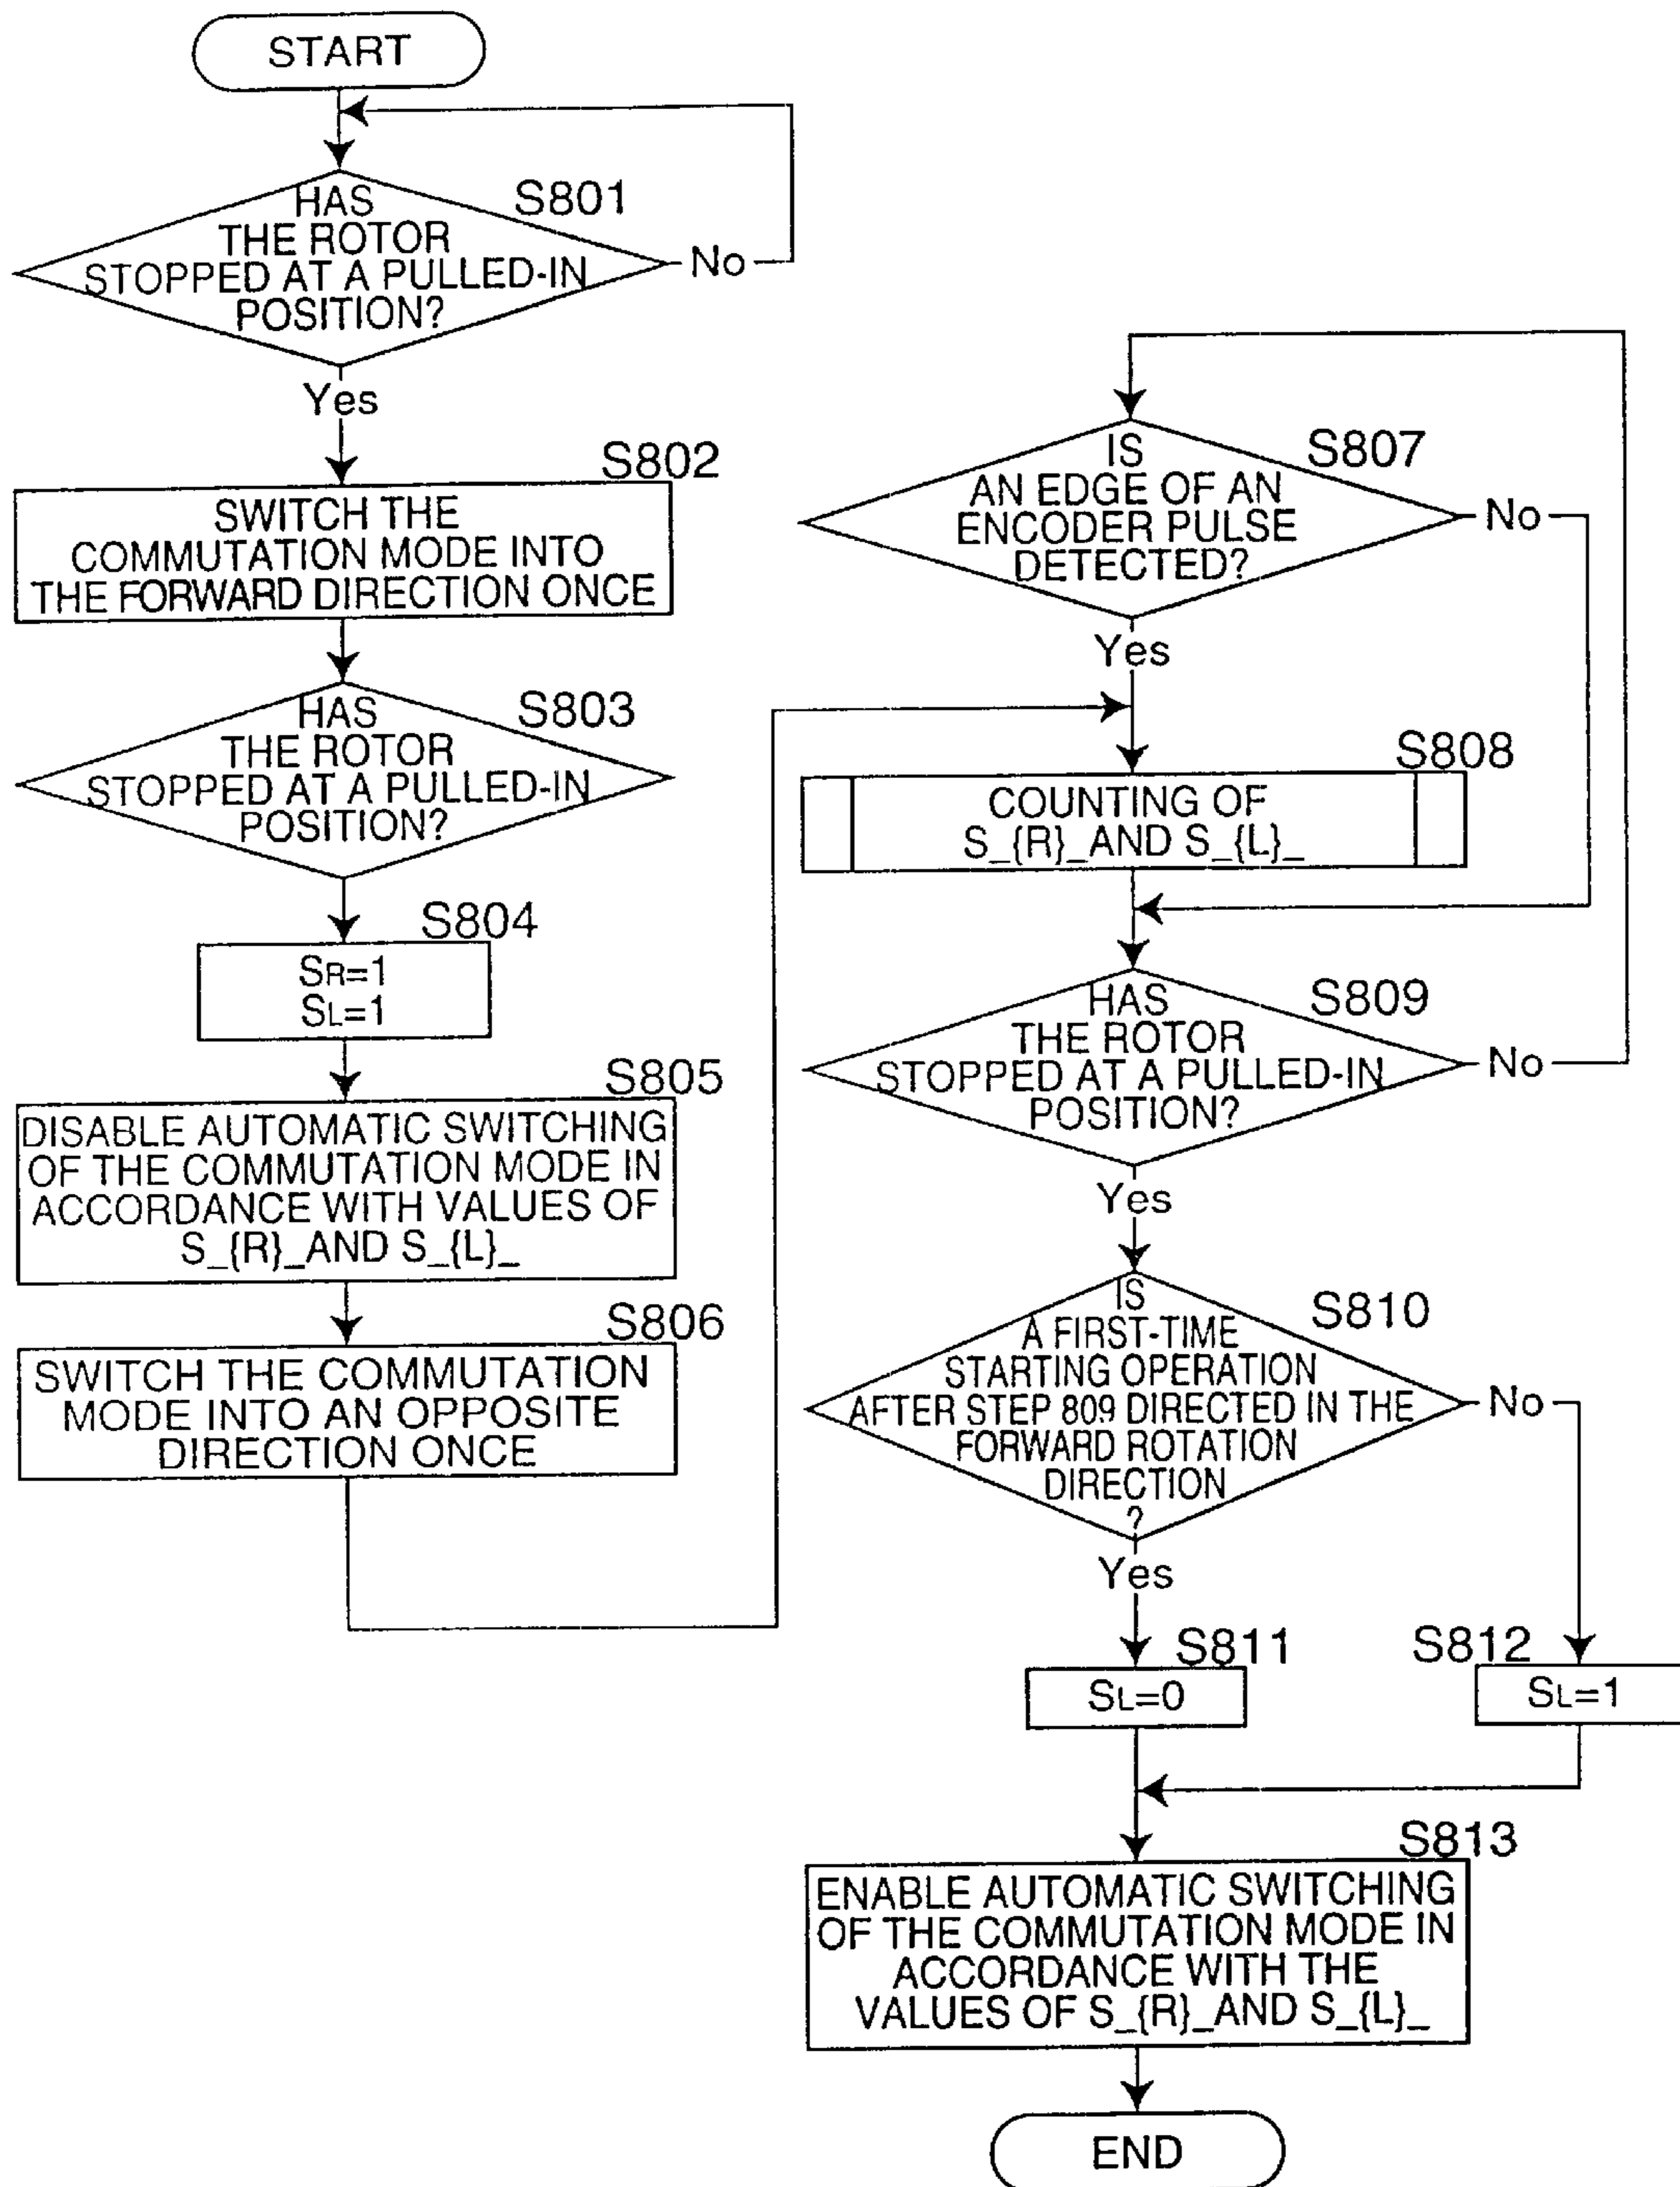 START
HAS
THE ROTOR
STOPPED AT A PULLED-IN
POSITION?
S801
No
Yes
S802
SWITCH THE
COMMUTATION MODE INTO
THE FORWARD DIRECTION ONCE
HAS
THE ROTOR
STOPPED AT A PULLED-IN
POSITION?
S803
S804
SR=1
SL=1
S805
DISABLE AUTOMATIC SWITCHING
OF THE COMMUTATION MODE IN
ACCORDANCE WITH VALUES OF
S_{R}_AND S_{L}_
S806
SWITCH THE COMMUTATION
MODE INTO AN OPPOSITE
DIRECTION ONCE
IS
AN EDGE OF AN
ENCODER PULSE
DETECTED?
S807
No
Yes
S808
COUNTING OF
S_{R}_AND S_{L}_
HAS
THE ROTOR
STOPPED AT A PULLED-IN
POSITION?
S809
No
Yes
IS
A FIRST-TIME
STARTING OPERATION
AFTER STEP 809 DIRECTED IN THE
FORWARD ROTATION
DIRECTION
?
S810
No
Yes
S811
SL=0
S812
SL=1
S813
ENABLE AUTOMATIC SWITCHING
OF THE COMMUTATION MODE IN
ACCORDANCE WITH THE
VALUES OF S_{R}_AND S_{L}_
END